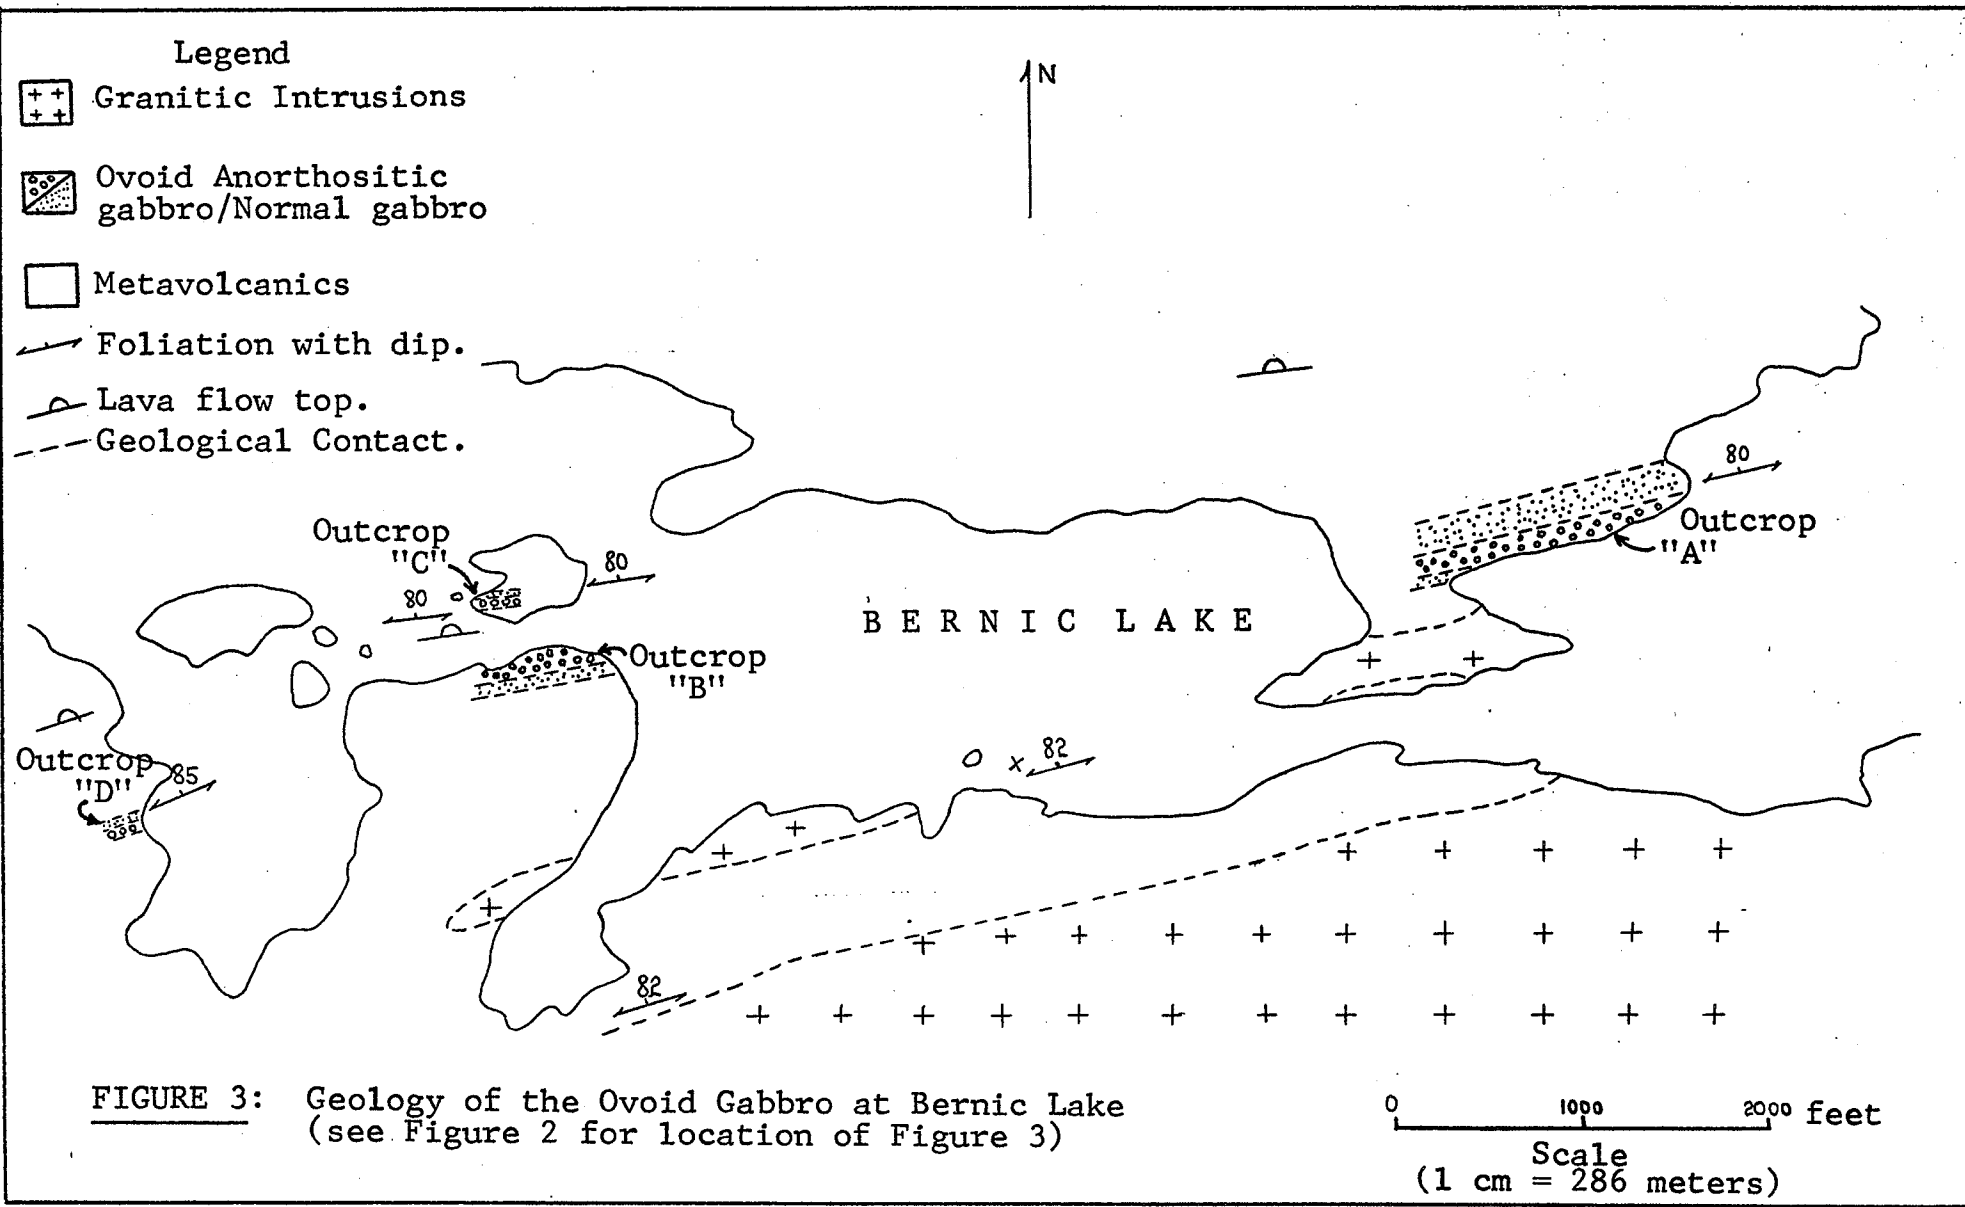 Legend
Granitic Intrusions
Ovoid Anorthositic
gabbro/Normal gabbro
Metavolcanics
Foliation with dip.
Lava flow top.
Geological Contact.
N
80
Outcrop
"A"
Outcrop
"C"
80
80
BERNIC LAKE
Outcrop
"B"
Outcrop
"D"
85
x
82
82
FIGURE 3: Geology of the Ovoid Gabbro at Bernic Lake
(see Figure 2 for location of Figure 3)
0 1000 2000 feet
Scale
(1 cm = 286 meters)